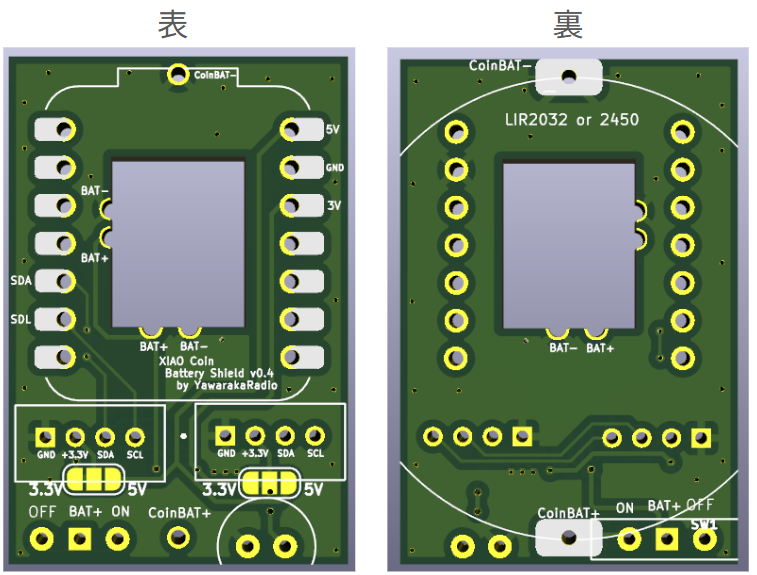 表
裏
CoinBAT-
5V
GND
3V
BAT-
BAT+
SDA
SDL
BAT+ BAT-
XIAO Coin
Battery Shield v0.4
by YawarakaRadio
GND +3.3V SDA SCL
GND +3.3V SDA SCL
3.3V 5V
3.3V 5V
OFF BAT+ ON
CoinBAT+
CoinBAT-
LIR2032 or 2450
BAT- BAT+
CoinBAT+
ON BAT+ OFF
SW1